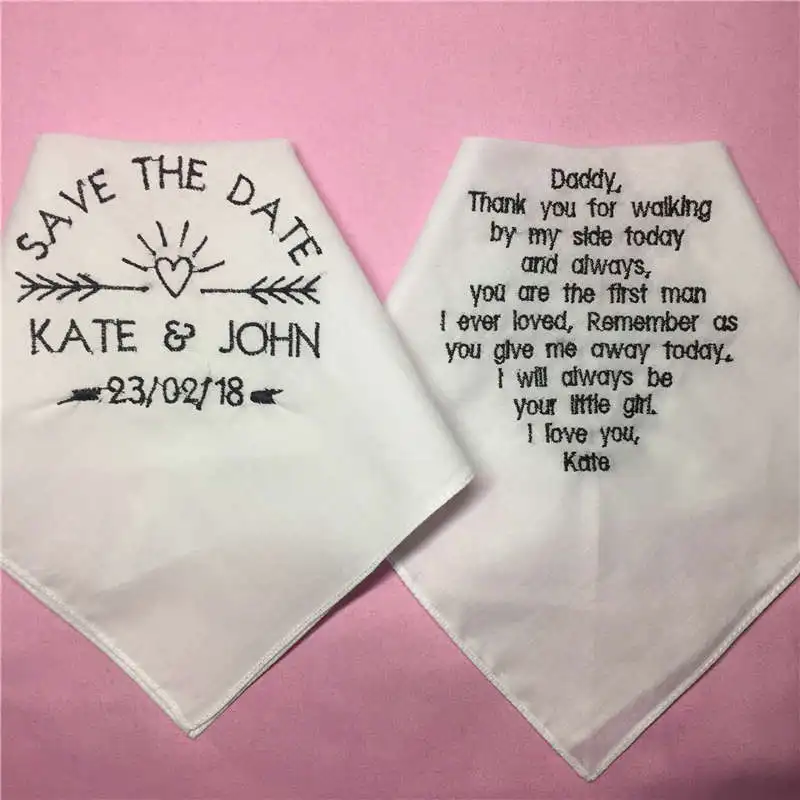 SAVE THE DATE
KATE & JOHN
23/02/18
Daddy,
Thank you for walking
by my side today
and always,
you are the first man
I ever loved, Remember as
you give me away today.
I will always be
your little girl.
I love you,
Kate